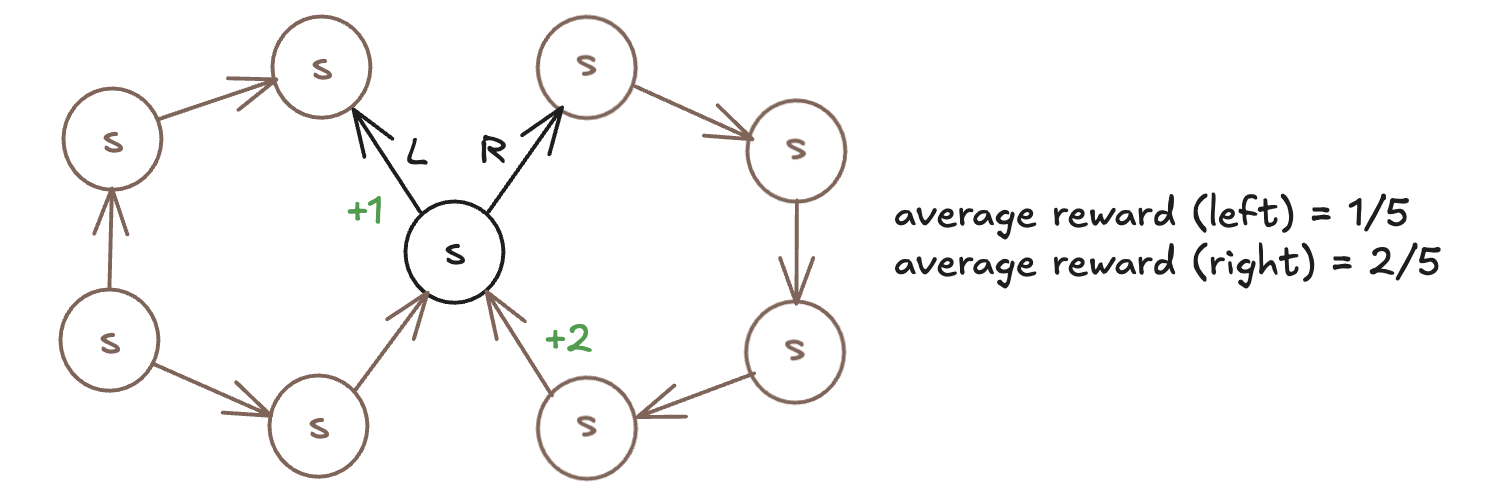 s
s
s
s
L
R
+1
s
average reward (left) = 1/5
average reward (right) = 2/5
s
s
+2
s
s